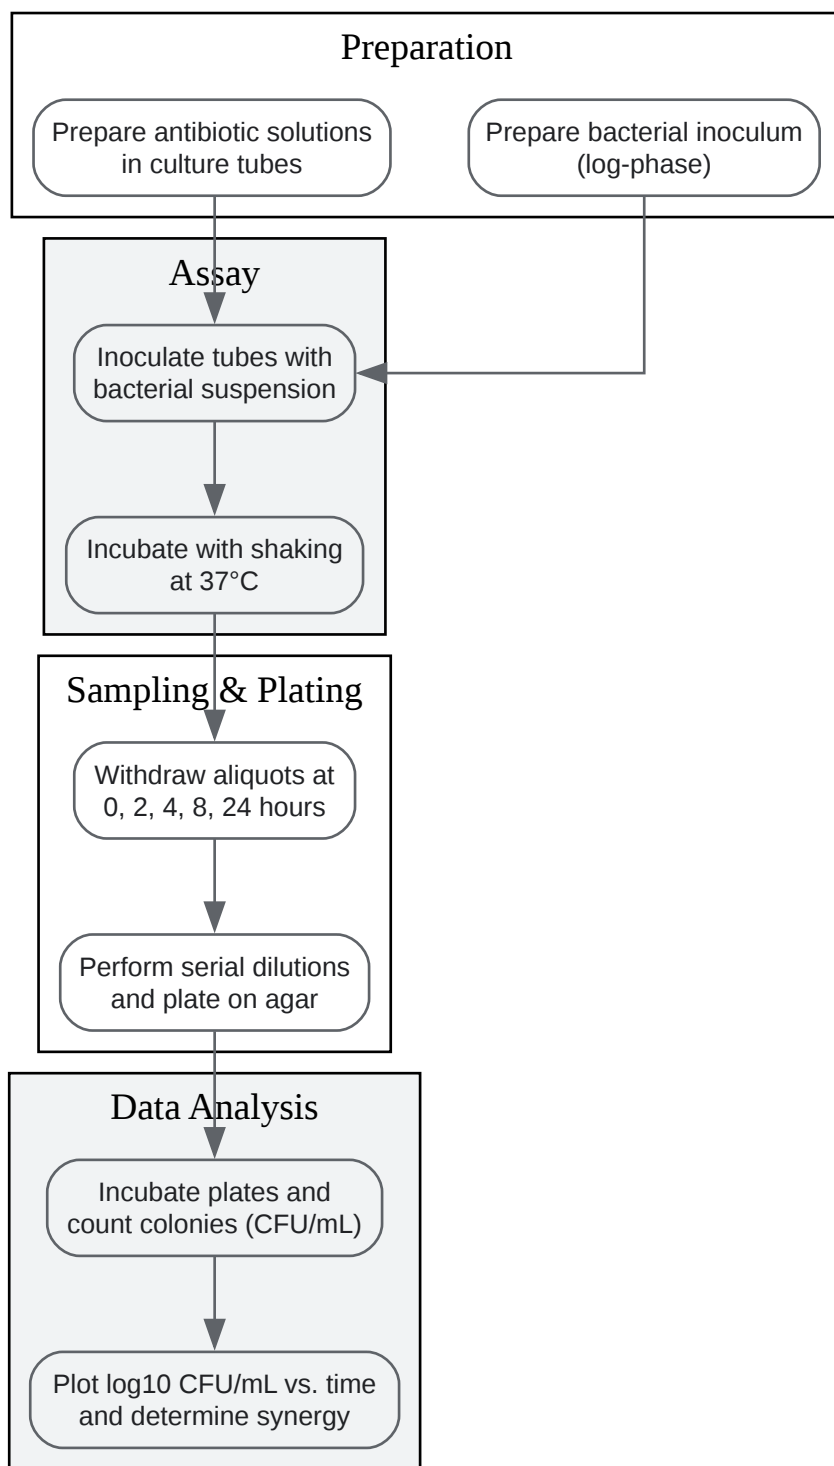 Preparation
Prepare antibiotic solutions
in culture tubes
Prepare bacterial inoculum
(log-phase)
Assay
Inoculate tubes with
bacterial suspension
Incubate with shaking
at 37°C
Sampling & Plating
Withdraw aliquots at
0, 2, 4, 8, 24 hours
Perform serial dilutions
and plate on agar
Data Analysis
Incubate plates and
count colonies (CFU/mL)
Plot log10 CFU/mL vs. time
and determine synergy